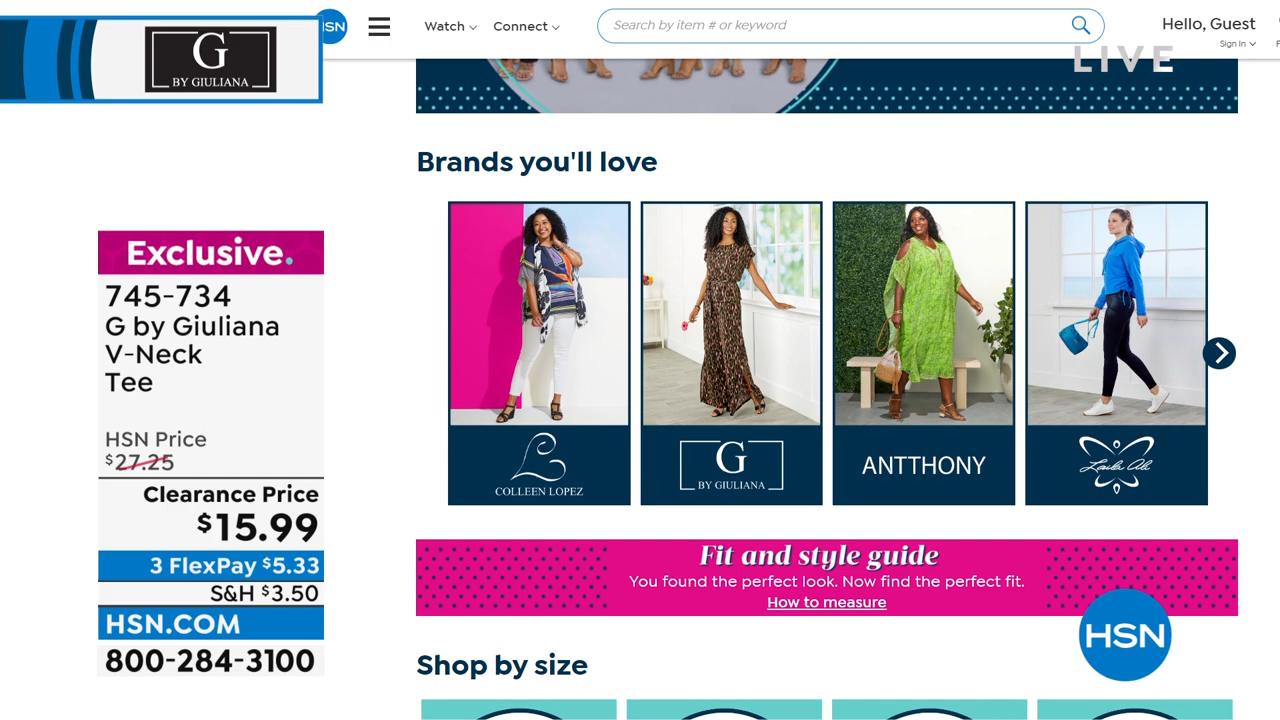 G
BY GIULIANA
HSN
Watch
Connect
Search by item # or keyword
Hello, Guest
Sign In
LIVE
Brands you'll love
COLLEEN LOPEZ
G
BY GIULIANA
ANTTHONY
Laila Ali
Exclusive.
745-734
G by Giuliana
V-Neck
Tee
HSN Price
$27.25
Clearance Price
$15.99
3 FlexPay $5.33
S&H $3.50
HSN.COM
800-284-3100
Fit and style guide
You found the perfect look. Now find the perfect fit.
How to measure
HSN
Shop by size